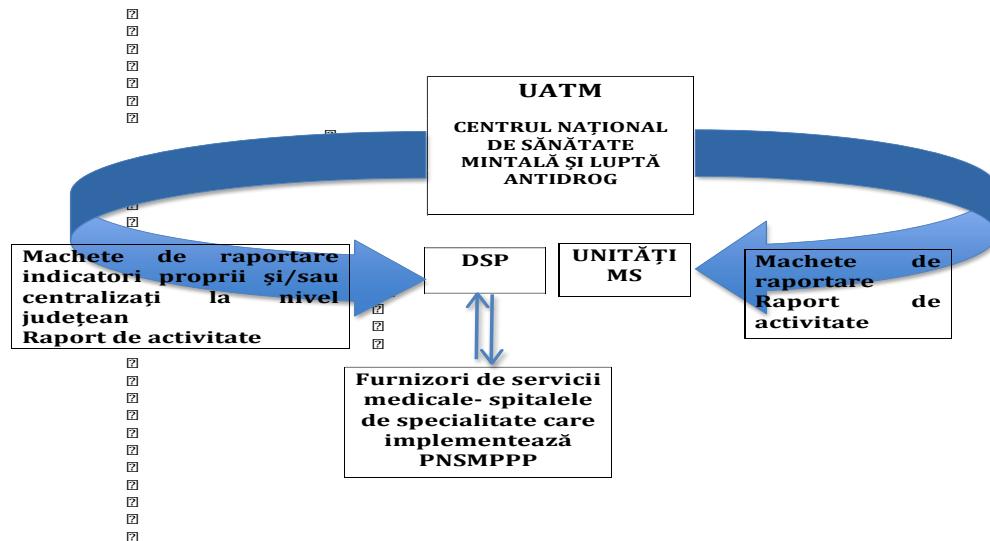 UATM
CENTRUL NAȚIONAL
DE SĂNĂTATE
MINTALĂ ȘI LUPTĂ
ANTIDROG
Machete de raportare
indicatori proprii și/sau
centralizați la nivel
județean
Raport de activitate
DSP
UNITĂȚI
MS
Machete de
raportare
Raport de
activitate
Furnizori de servicii
medicale- spitalele
de specialitate care
implementează
PNSMPPP